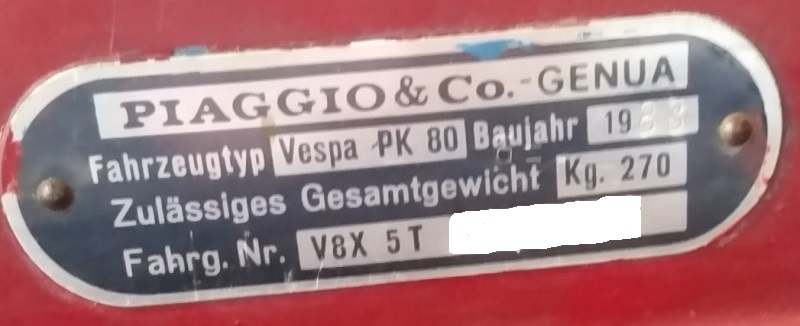 PIAGGIO & Co.-GENUA
Fahrzeugtyp Vespa PK 80 Baujahr 1983
Zulässiges Gesamtgewicht Kg. 270
Fahrg. Nr. V8X 5T